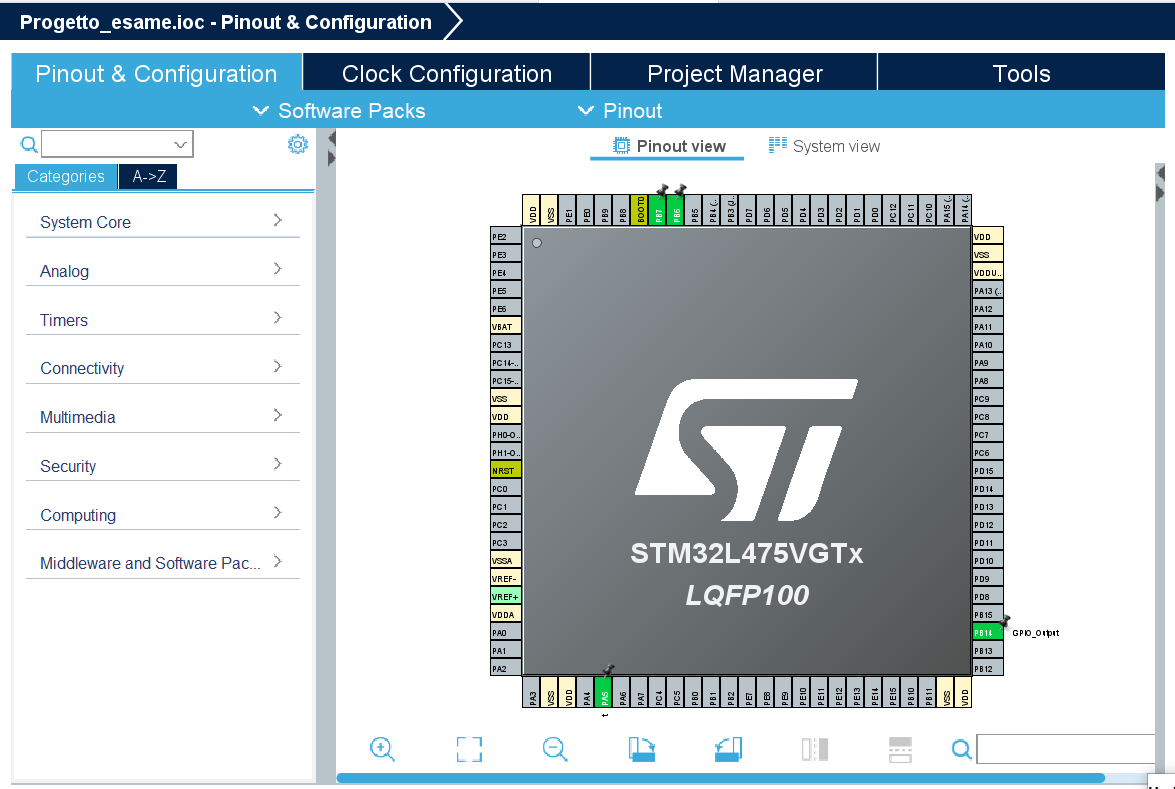 Progetto_esame.ioc - Pinout & Configuration
Pinout & Configuration
Clock Configuration
Project Manager
Tools
Software Packs
Pinout
Categories
A->Z
System Core
Analog
Timers
Connectivity
Multimedia
Security
Computing
Middleware and Software Pac...
Pinout view
System view
VDD
VSS
PE1
PE0
PB9
PB8
BOOT0
PB7
PB6
PB5
PB4 (..
PB3 (J..
PD7
PD6
PD5
PD4
PD3
PD2
PD1
PD0
PC12
PC11
PC10
PA15 (..
PA14 (..
PE2
PE3
PE4
PE5
PE6
VBAT
PC13
PC14-..
PC15-..
VSS
VDD
PH0-O..
PH1-O..
NRST
PC0
PC1
PC2
PC3
VSSA
VREF-
VREF+
VDDA
PA0
PA1
PA2
STM32L475VGTx
LQFP100
VDD
VSS
VDDU..
PA13 (..
PA12
PA11
PA10
PA9
PA8
PC9
PC8
PC7
PC6
PD15
PD14
PD13
PD12
PD11
PD10
PD9
PD8
PB15
PB14 GPIO_Output
PB13
PB12
PA3
VSS
VDD
PA4
PA5
PA6
PA7
PC4
PC5
PB0
PB1
PB2
PE7
PE8
PE9
PE10
PE11
PE12
PE13
PE14
PE15
PB10
PB11
VSS
VDD